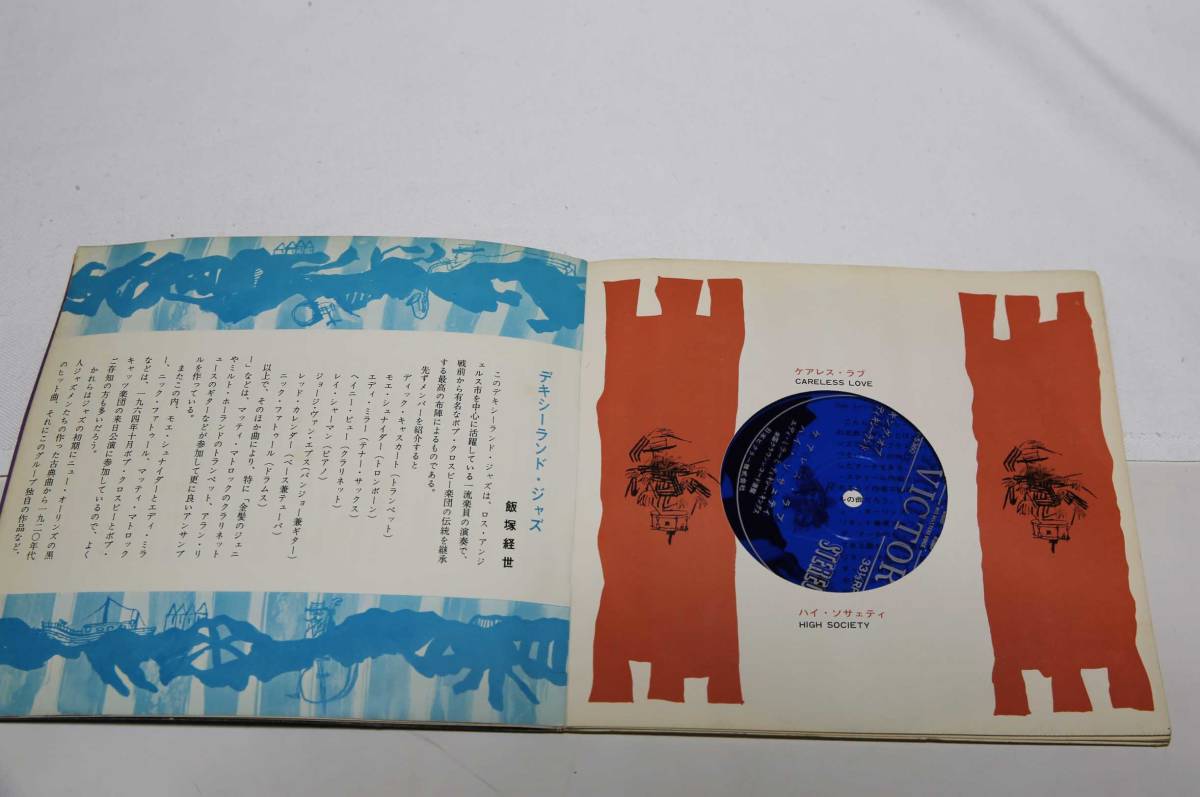 デキシーランド・ジャズ
飯塚経世
このデキシーランド・ジャズは、ロス・アンジ
ェルス市を中心に活躍している一流楽員の演奏で、
戦前から有名なボブ・クロスビー楽団の伝統を継承
する最高の布陣によるものである。
先ずメンバーを紹介すると
ディック・キャスカート（トランペット）
モエ・シュナイダー（トロンボーン）
エディ・ミラー（テナー・サックス）
ヘイニー・ビュー（クラリネット）
レイ・シャーマン（ピアノ）
ジョージ・ヴァン・エプス（バンジョー兼ギター）
レッド・カレンダー（ベース兼テューバ）
ニック・ファトゥール（ドラムス）
以上で、そのほか曲により、特に「金髪のジェニ
ー」などは、マッティ・マトロックのクラリネット
やミルト・ホーランドのトランペット、アラン・リ
ュースのギターなどが参加して更に良いアンサンブ
ルを作っている。
またこの内、モエ・シュナイダーとエディ・ミラ
ー、ニック・ファトゥール、マッティ・マトロック
などは、一九六四年十月ボブ・クロスビーとボブ・
キャッツ楽団の来日公演に参加しているので、よく
ご存知の方も多いだろう。
かれらはジャズの初期にニュー・オーリンズの黒
人ジャズメンたちの作った古典曲から一九二〇年代
のヒット曲、それにこのグループ独自の作品など、
ケアレス・ラブ
CARELESS LOVE
VICTOR
STEREO
33⅓RPM
ハイ・ソサェティ
HIGH SOCIETY